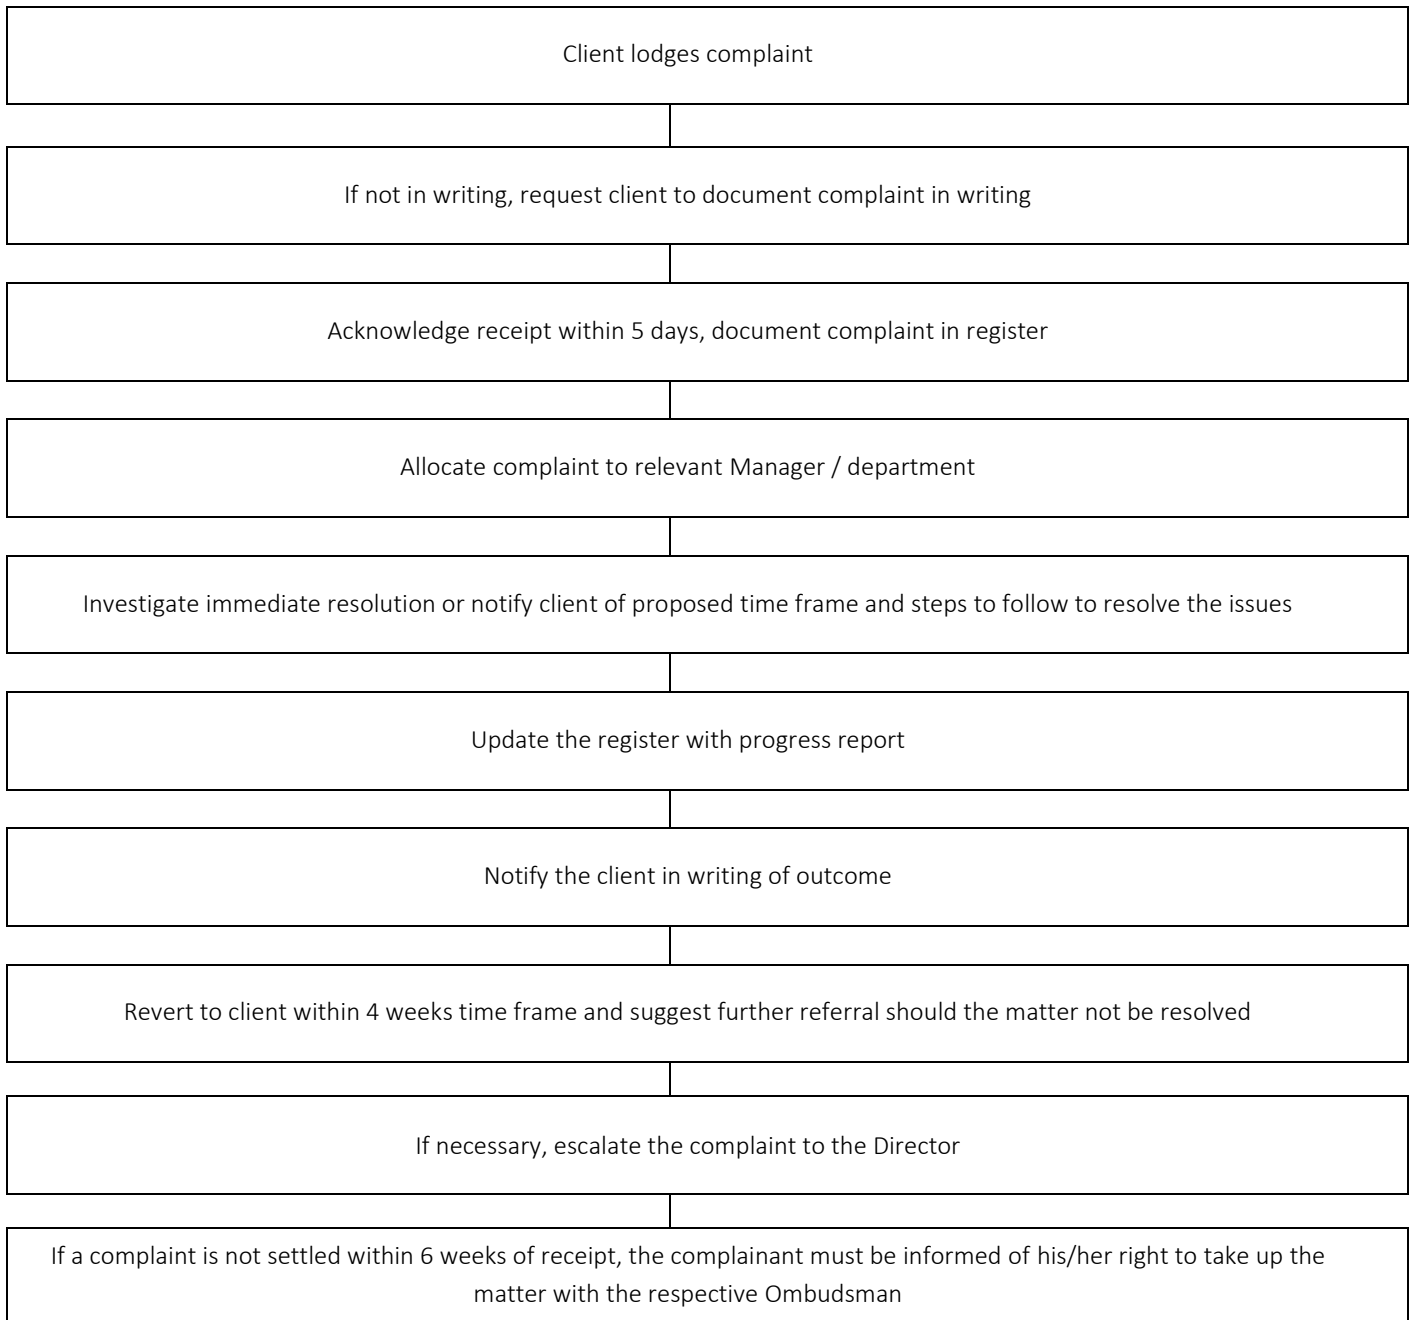 Client lodges complaint
If not in writing, request client to document complaint in writing
Acknowledge receipt within 5 days, document complaint in register
Allocate complaint to relevant Manager / department
Investigate immediate resolution or notify client of proposed time frame and steps to follow to resolve the issues
Update the register with progress report
Notify the client in writing of outcome
Revert to client within 4 weeks time frame and suggest further referral should the matter not be resolved
If necessary, escalate the complaint to the Director
If a complaint is not settled within 6 weeks of receipt, the complainant must be informed of his/her right to take up the
matter with the respective Ombudsman